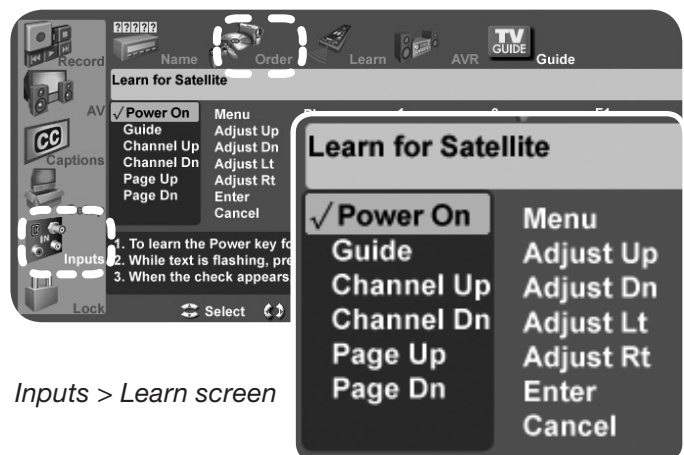 ?????
Record
Name
Order
Learn
AVR
TV
GUIDE
Guide
Learn for Satellite
AV
√ Power On Menu
Guide Adjust Up
Channel Up Adjust Dn
Channel Dn Adjust Lt
Page Up Adjust Rt
Page Dn Enter
Cancel
CC
Captions
IN
Inputs
1. To learn the Power key
2. While text is flashing,
3. When the check appears
Lock
Select
Learn for Satellite
√ Power On Menu
Guide Adjust Up
Channel Up Adjust Dn
Channel Dn Adjust Lt
Page Up Adjust Rt
Page Dn Enter
Cancel
Inputs > Learn screen